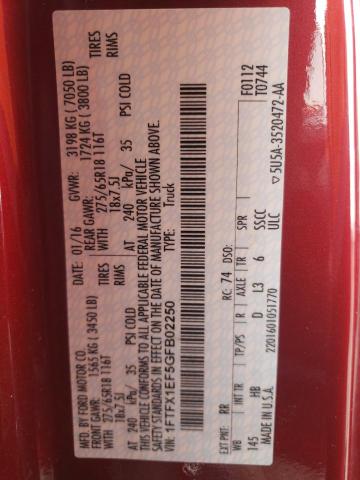 MFD. BY FORD MOTOR CO.
DATE: 01/16 GVWR: 3198 KG ( 7050 LB)
FRONT GAWR: 1565 KG ( 3450 LB) REAR GAWR: 1724 KG ( 3800 LB)
275/65R18 116T TIRES WITH 275/65R18 116T TIRES
18x7.5J RIMS 18x7.5J RIMS
AT 240 kPa/ 35 PSI COLD AT 240 kPa/ 35 PSI COLD
THIS VEHICLE CONFORMS TO ALL APPLICABLE FEDERAL MOTOR VEHICLE
SAFETY STANDARDS IN EFFECT ON THE DATE OF MANUFACTURE SHOWN ABOVE.
VIN: 1FTFX1EF5GFB02250
TYPE: Truck
F0112
T0744
EXT PNT: RR RC: 74 DSO:
WB INT TR TP/PS R AXLE TR SPR
145 HB D L3 6 SSCC
ULC
2201601051770
22020-MADE IN U.S.A. ▽5U5A-3520472-AA